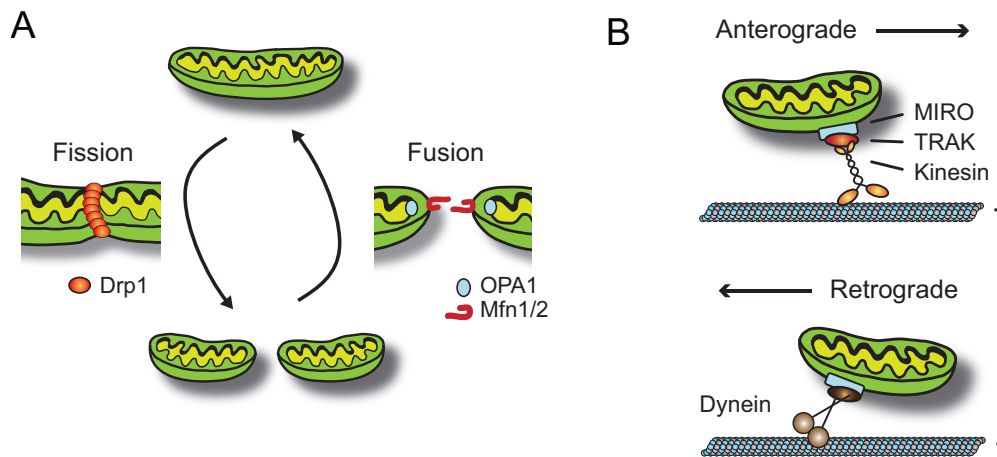 A
Fission
Fusion
Drp1
OPA1
Mfn1/2
B
Anterograde
MIRO
TRAK
Kinesin
Retrograde
Dynein